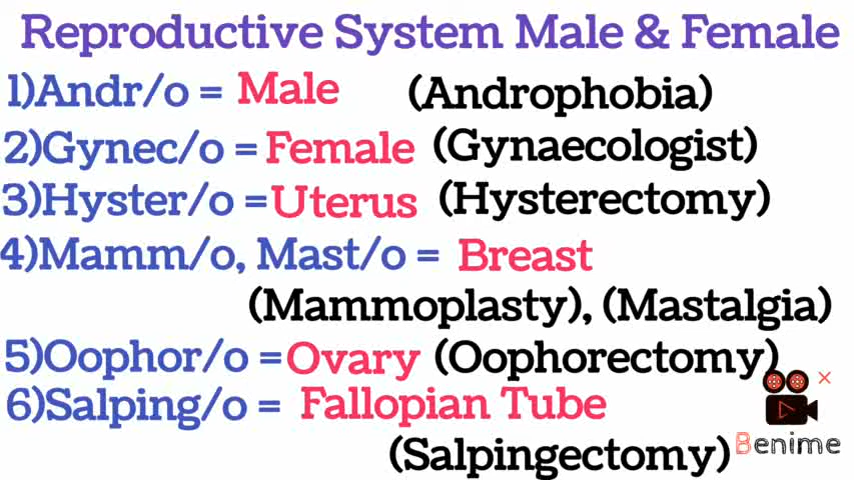 Reproductive System Male & Female
1)Andr/o = Male (Androphobia)
2)Gynec/o = Female (Gynaecologist)
3)Hyster/o =Uterus (Hysterectomy)
4)Mamm/o, Mast/o = Breast
(Mammoplasty), (Mastalgia)
5)Oophor/o =Ovary (Oophorectomy)
6)Salping/o = Fallopian Tube
(Salpingectomy)
Benime